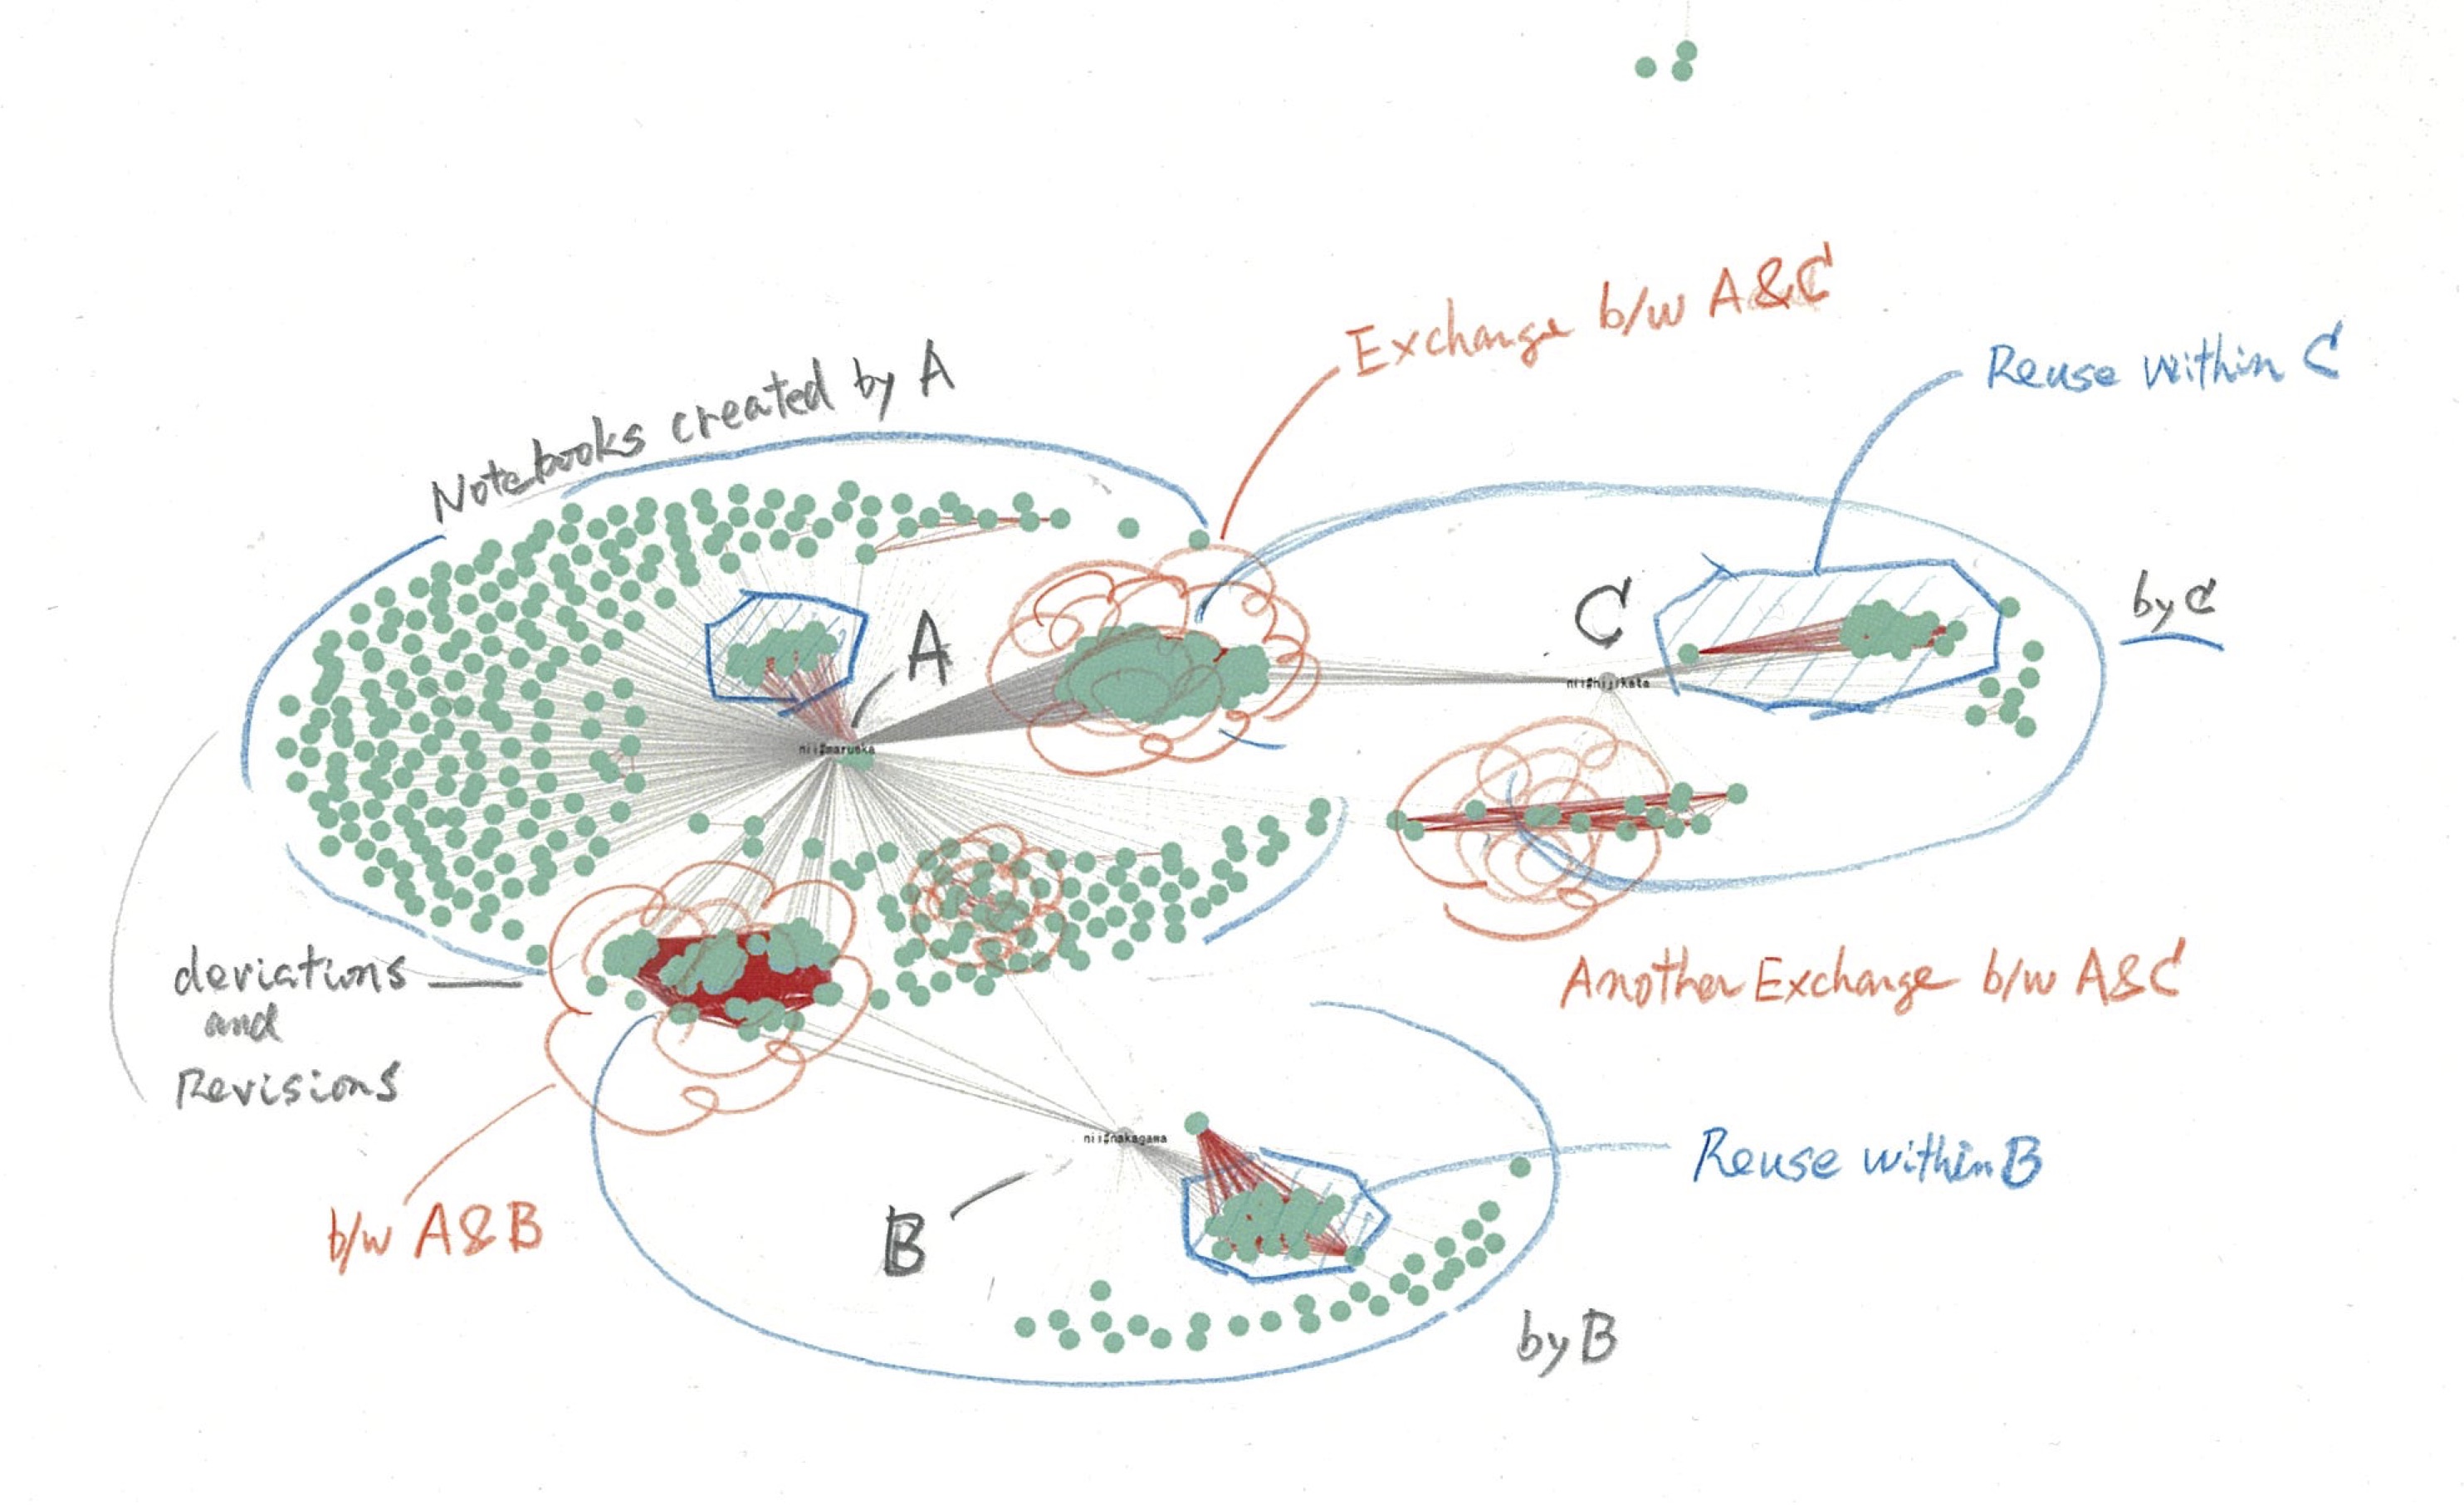 Exchange b/w A&C
Reuse within C
Notebooks created by A
A
C
by C
deviations
and
Revisions
Another Exchange b/w A&C
b/w A&B
B
Reuse within B
by B